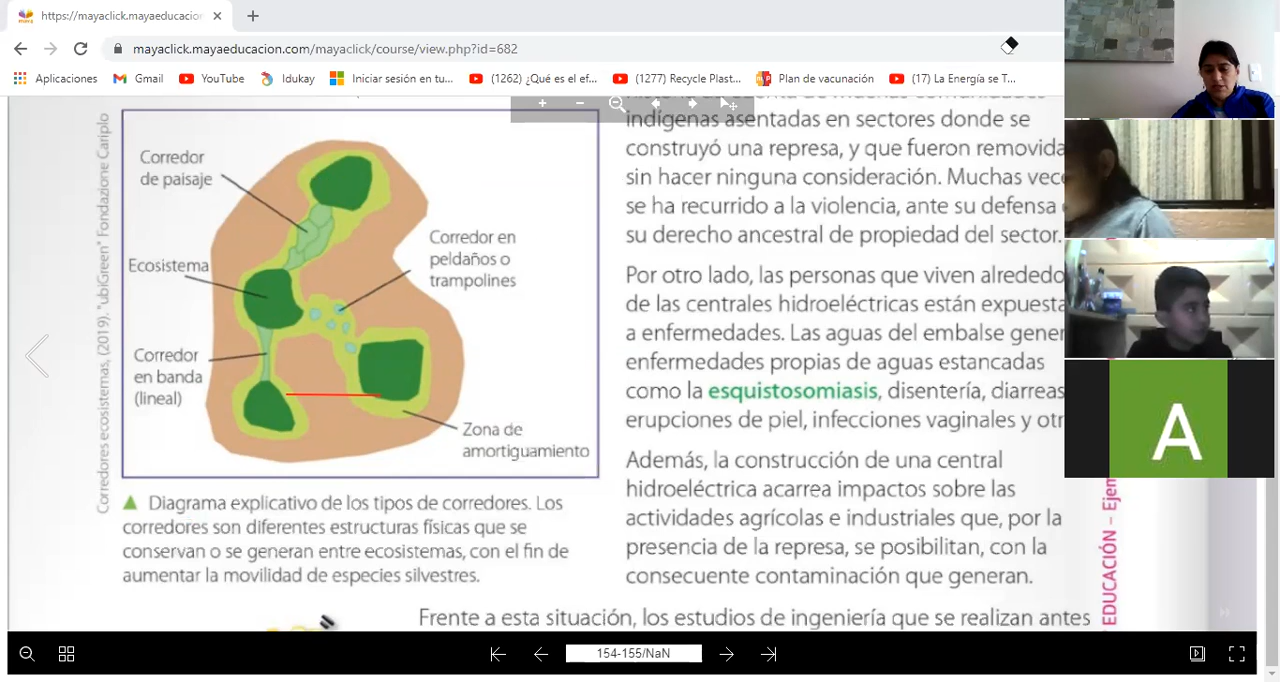 https://mayaclick.mayaeducacion
mayaclick.mayaeducacion.com/mayaclick/course/view.php?id=682
Aplicaciones
Gmail
YouTube
Idukay
Iniciar sesión en tu...
(1262) ¿Qué es el ef...
(1277) Recycle Plast...
Plan de vacunación
(17) La Energía se T...
Corredores ecosistemas, (2019). "ubiGreen" Fondazione Cariplo
Corredor
de paisaje
Ecosistema
Corredor
en banda
(lineal)
Corredor en
peldaños o
trampolines
Zona de
amortiguamiento
Diagrama explicativo de los tipos de corredores. Los
corredores son diferentes estructuras físicas que se
conservan o se generan entre ecosistemas, con el fin de
aumentar la movilidad de especies silvestres.
indígenas asentadas en sectores donde se
construyó una represa, y que fueron removida
sin hacer ninguna consideración. Muchas vece
se ha recurrido a la violencia, ante su defensa
su derecho ancestral de propiedad del sector.
Por otro lado, las personas que viven alrededo
de las centrales hidroeléctricas están expuesta
a enfermedades. Las aguas del embalse gener
enfermedades propias de aguas estancadas
como la esquistosomiasis, disentería, diarreas
erupciones de piel, infecciones vaginales y otr
Además, la construcción de una central
hidroeléctrica acarrea impactos sobre las
actividades agrícolas e industriales que, por la
presencia de la represa, se posibilitan, con la
consecuente contaminación que generan.
Frente a esta situación, los estudios de ingeniería que se realizan antes
EDUCACIÓN – Ejem
A
154-155/NaN